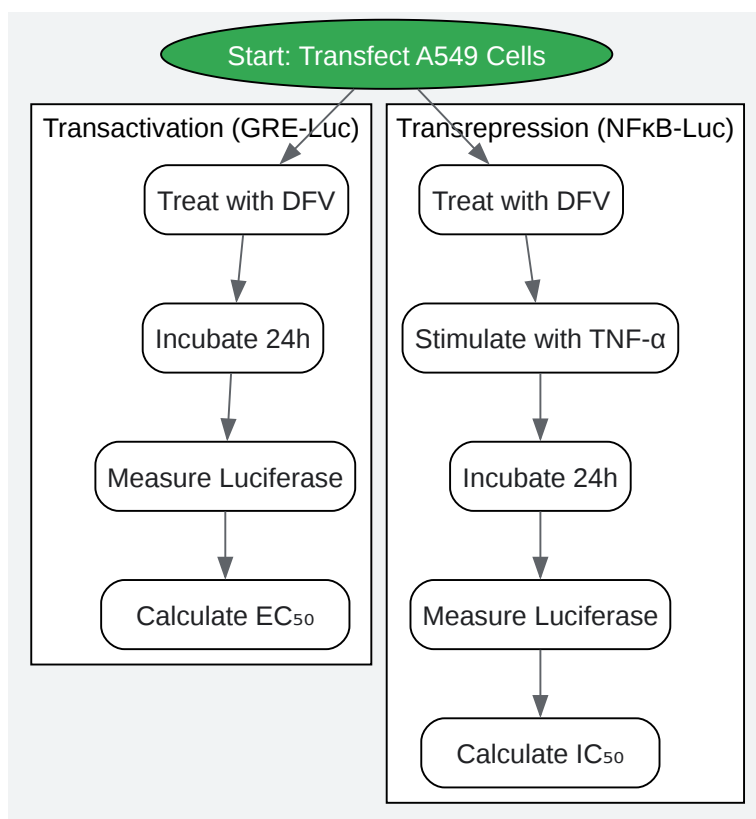 Start: Transfect A549 Cells
Transactivation (GRE-Luc)
Treat with DFV
Incubate 24h
Measure Luciferase
Calculate EC₅₀
Transrepression (NFκB-Luc)
Treat with DFV
Stimulate with TNF-α
Incubate 24h
Measure Luciferase
Calculate IC₅₀